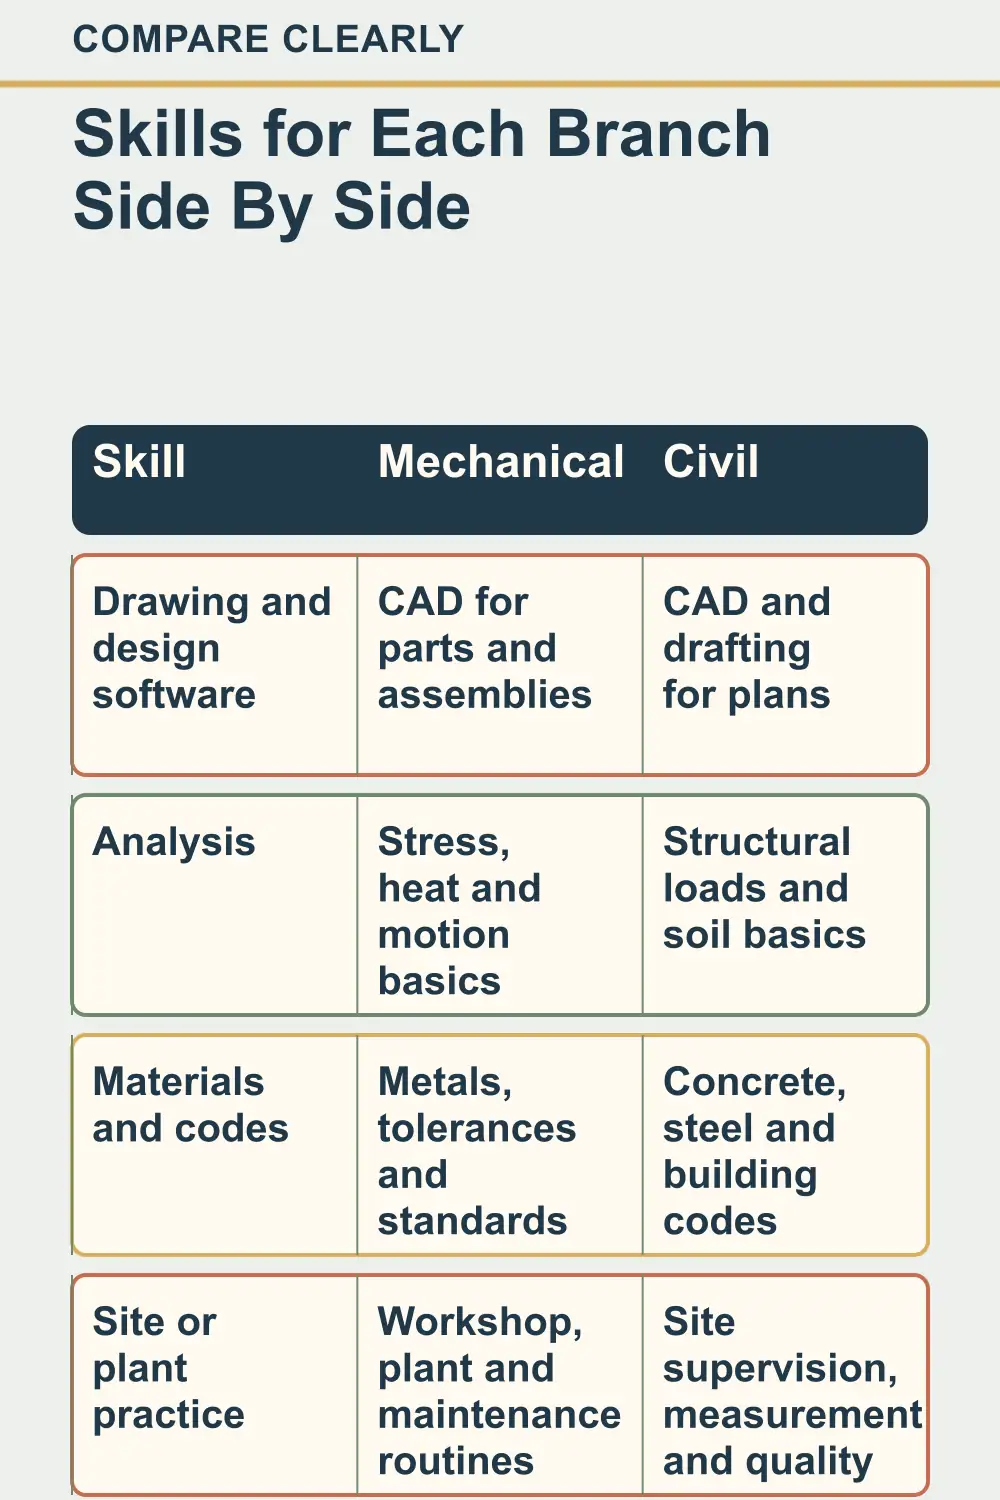 COMPARE CLEARLY
Skills for Each Branch
Side By Side
Skill
Mechanical
Civil
Drawing and
design
software
CAD for
parts and
assemblies
CAD and
drafting
for plans
Analysis
Stress,
heat and
motion
basics
Structural
loads and
soil basics
Materials
and codes
Metals,
tolerances
and
standards
Concrete,
steel and
building
codes
Site or
plant
practice
Workshop,
plant and
maintenance
routines
Site
supervision,
measurement
and quality